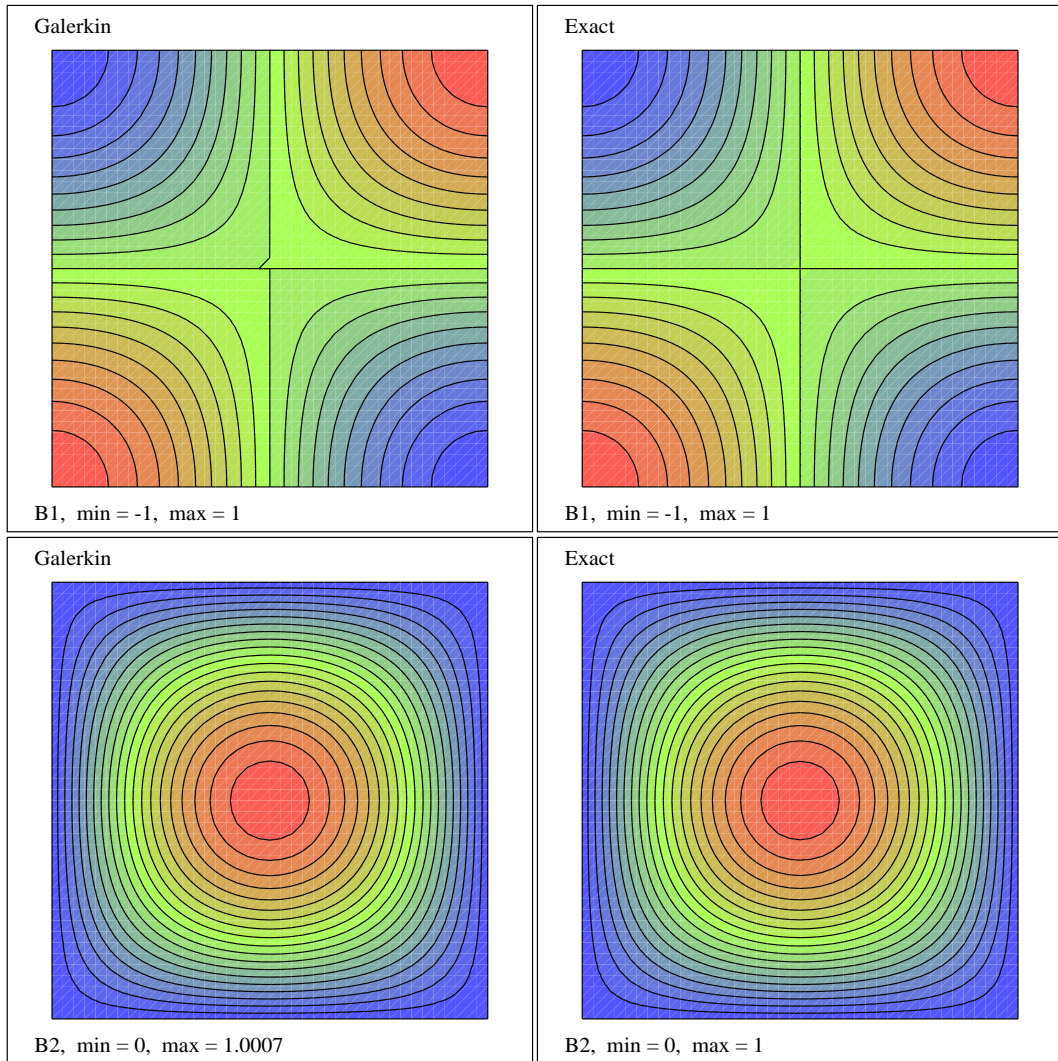 Galerkin
Exact
B1, min = -1, max = 1
B1, min = -1, max = 1
Galerkin
Exact
B2, min = 0, max = 1.0007
B2, min = 0, max = 1